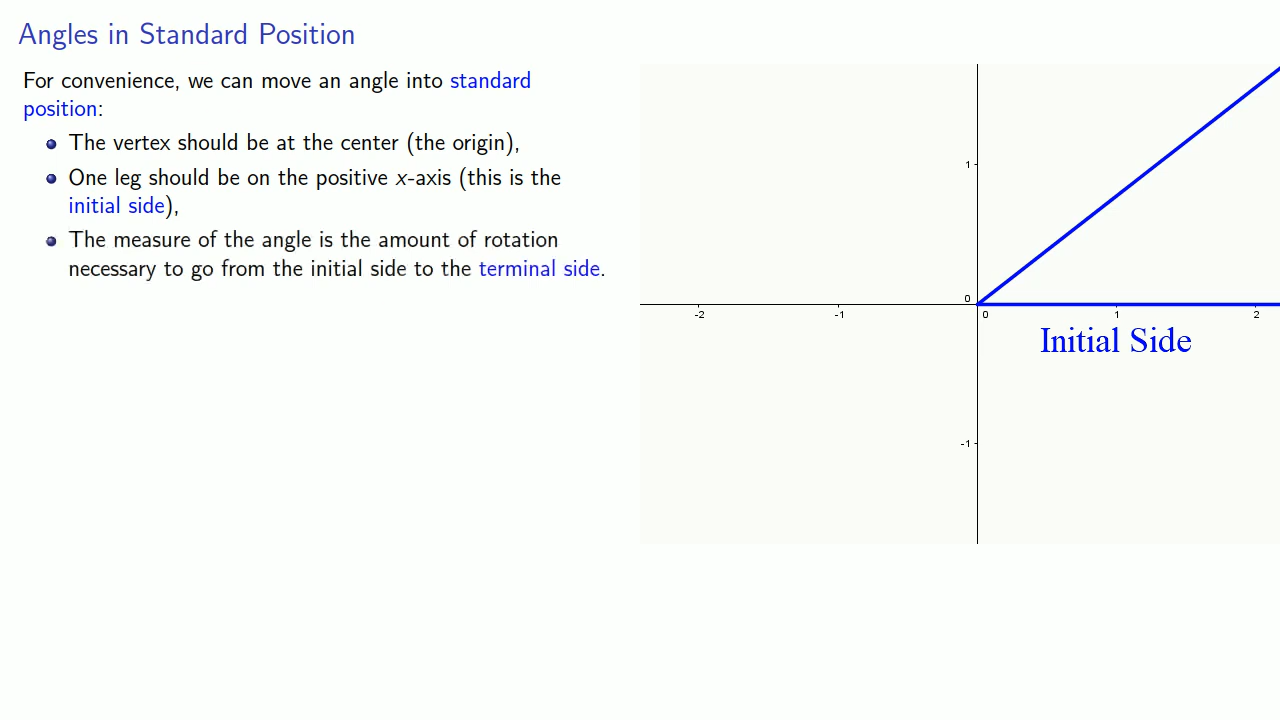 Angles in Standard Position
For convenience, we can move an angle into standard
position:
The vertex should be at the center (the origin),
One leg should be on the positive x-axis (this is the
initial side),
The measure of the angle is the amount of rotation
necessary to go from the initial side to the terminal side.
1
0
-2 -1 0 1 2
Initial Side
-1